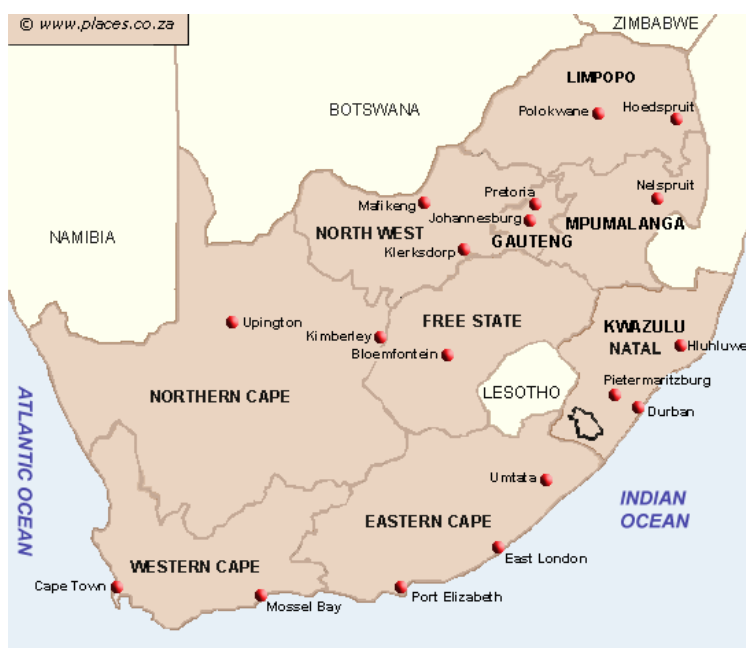 © www.places.co.za
ZIMBABWE
LIMPOPO
BOTSWANA
Polokwane
Hoedspruit
Pretoria
Nelspruit
Mafikeng
Johannesburg
MPUMALANGA
NORTH WEST
GAUTENG
NAMIBIA
Klerksdorp
Upington
FREE STATE
KWAZULU
NATAL
Kimberley
Hluhluwe
Bloemfontein
NORTHERN CAPE
LESOTHO
Pietermaritzburg
Durban
ATLANTIC OCEAN
Umtata
INDIAN
OCEAN
EASTERN CAPE
East London
WESTERN CAPE
Cape Town
Mossel Bay
Port Elizabeth